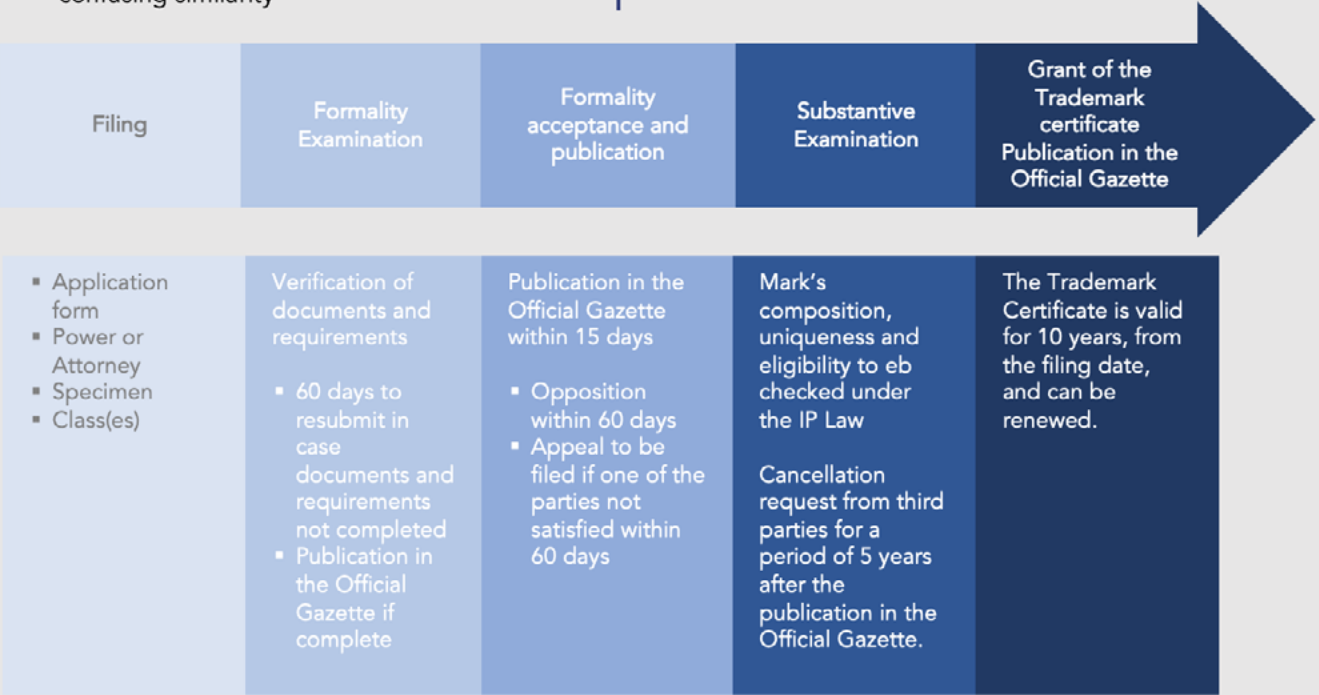 confusing similarity
Filing
Formality
Examination
Formality
acceptance and
publication
Substantive
Examination
Grant of the
Trademark
certificate
Publication in the
Official Gazette
▪ Application
form
▪ Power or
Attorney
▪ Specimen
▪ Class(es)
Verification of
documents and
requirements
▪ 60 days to
resubmit in
case
documents and
requirements
not completed
▪ Publication in
the Official
Gazette if
complete
Publication in the
Official Gazette
within 15 days
▪ Opposition
within 60 days
▪ Appeal to be
filed if one of the
parties not
satisfied within
60 days
Mark's
composition,
uniqueness and
eligibility to eb
checked under
the IP Law
Cancellation
request from third
parties for a
period of 5 years
after the
publication in the
Official Gazette.
The Trademark
Certificate is valid
for 10 years, from
the filing date,
and can be
renewed.